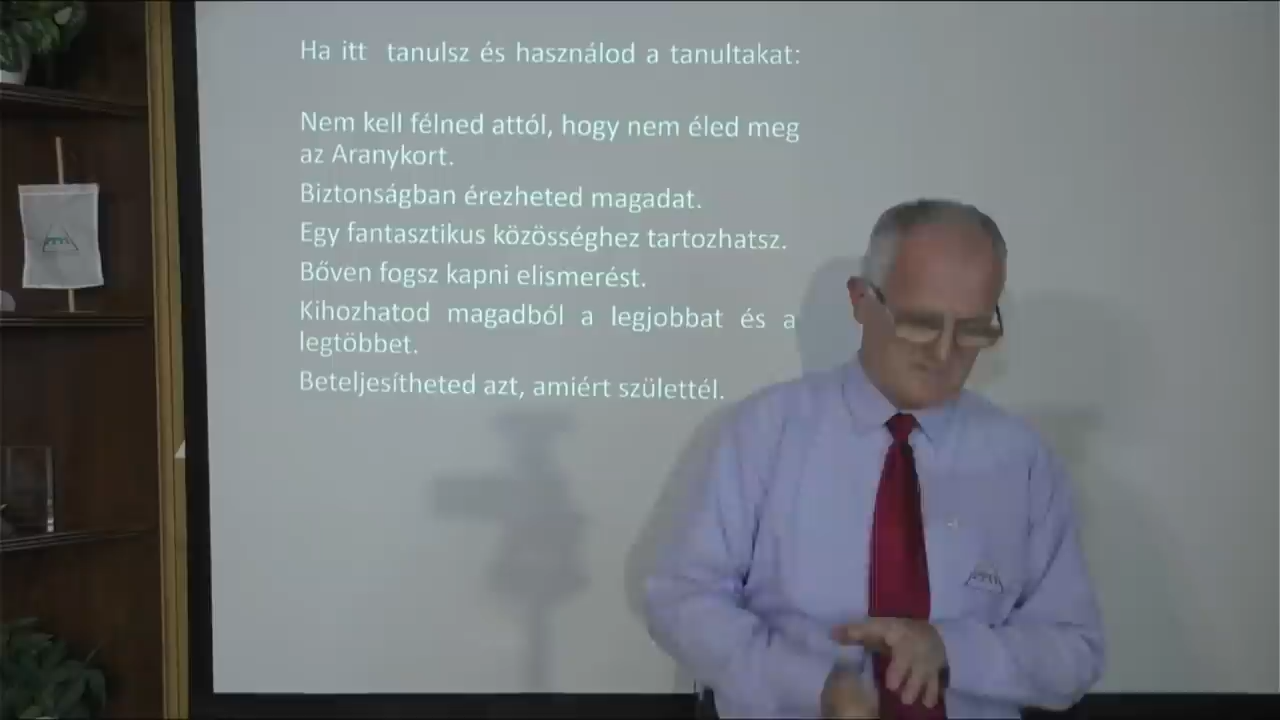 Ha itt tanulsz és használod a tanultakat:
Nem kell félned attól, hogy nem éled meg
az Aranykort.
Biztonságban érezheted magadat.
Egy fantasztikus közösséghez tartozhatsz.
Bőven fogsz kapni elismerést.
Kihozhatod magadból a legjobbat és a
legtöbbet.
Beteljesítheted azt, amiért születtél.